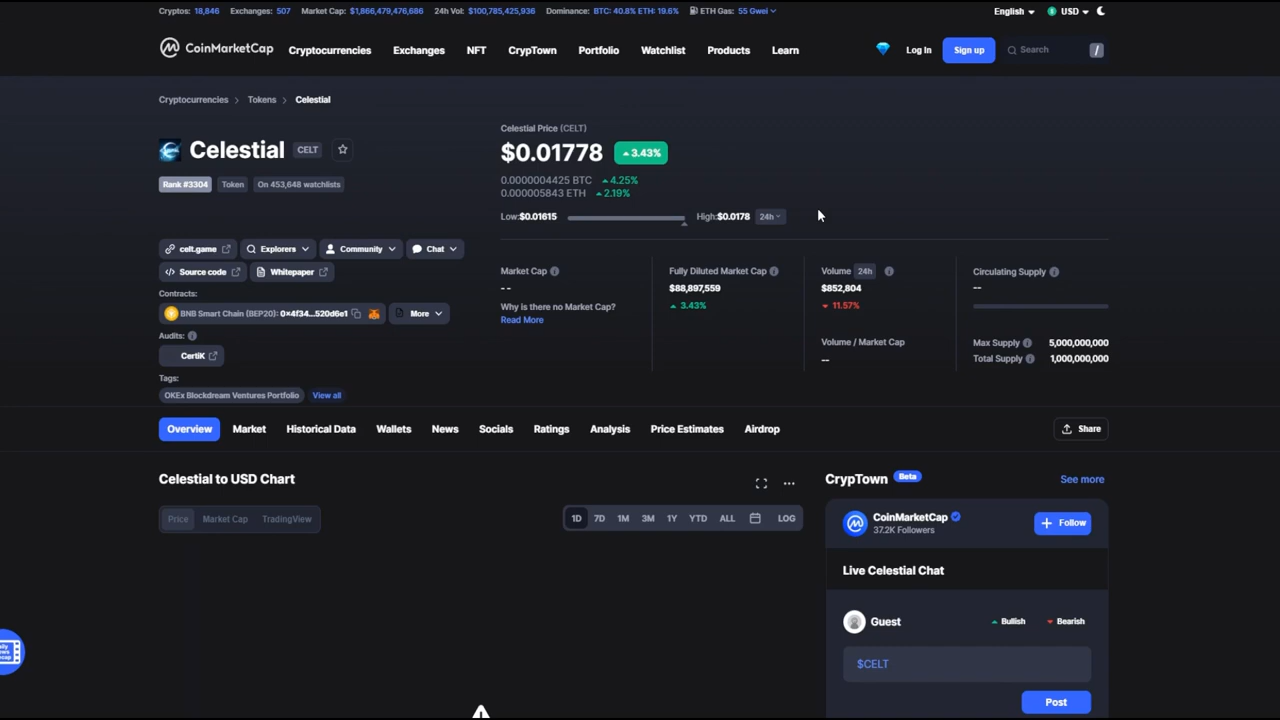 Cryptos: 18,846 Exchanges: 507 Market Cap: $1,866,479,476,686 24h Vol: $100,785,425,936 Dominance: BTC: 40.8% ETH: 19.6% ETH Gas: 55 Gwei English USD
CoinMarketCap Cryptocurrencies Exchanges NFT CrypTown Portfolio Watchlist Products Learn Log In Sign up Search /
Cryptocurrencies Tokens Celestial
Celestial CELT
Rank #3304 Token On 453,648 watchlists
celt.game Explorers Community Chat
Source code Whitepaper
Contracts:
BNB Smart Chain (BEP20): 0x4f34...520d6e1 More
Audits:
CertiK
Tags:
OKEx Blockdream Ventures Portfolio View all
Celestial Price (CELT)
$0.01778 3.43%
0.0000004425 BTC 4.25%
0.000005843 ETH 2.19%
Low:$0.01615 High:$0.0178 24h
Market Cap
- -
Why is there no Market Cap?
Read More
Fully Diluted Market Cap
$88,897,559
3.43%
Volume 24h
$852,804
11.57%
Volume / Market Cap
--
Circulating Supply
--
Max Supply 5,000,000,000
Total Supply 1,000,000,000
Overview Market Historical Data Wallets News Socials Ratings Analysis Price Estimates Airdrop Share
Celestial to USD Chart
Price Market Cap TradingView 1D 7D 1M 3M 1Y YTD ALL LOG
CrypTown Beta See more
CoinMarketCap
37.2K Followers
Follow
Live Celestial Chat
Guest Bullish Bearish
$CELT
Post